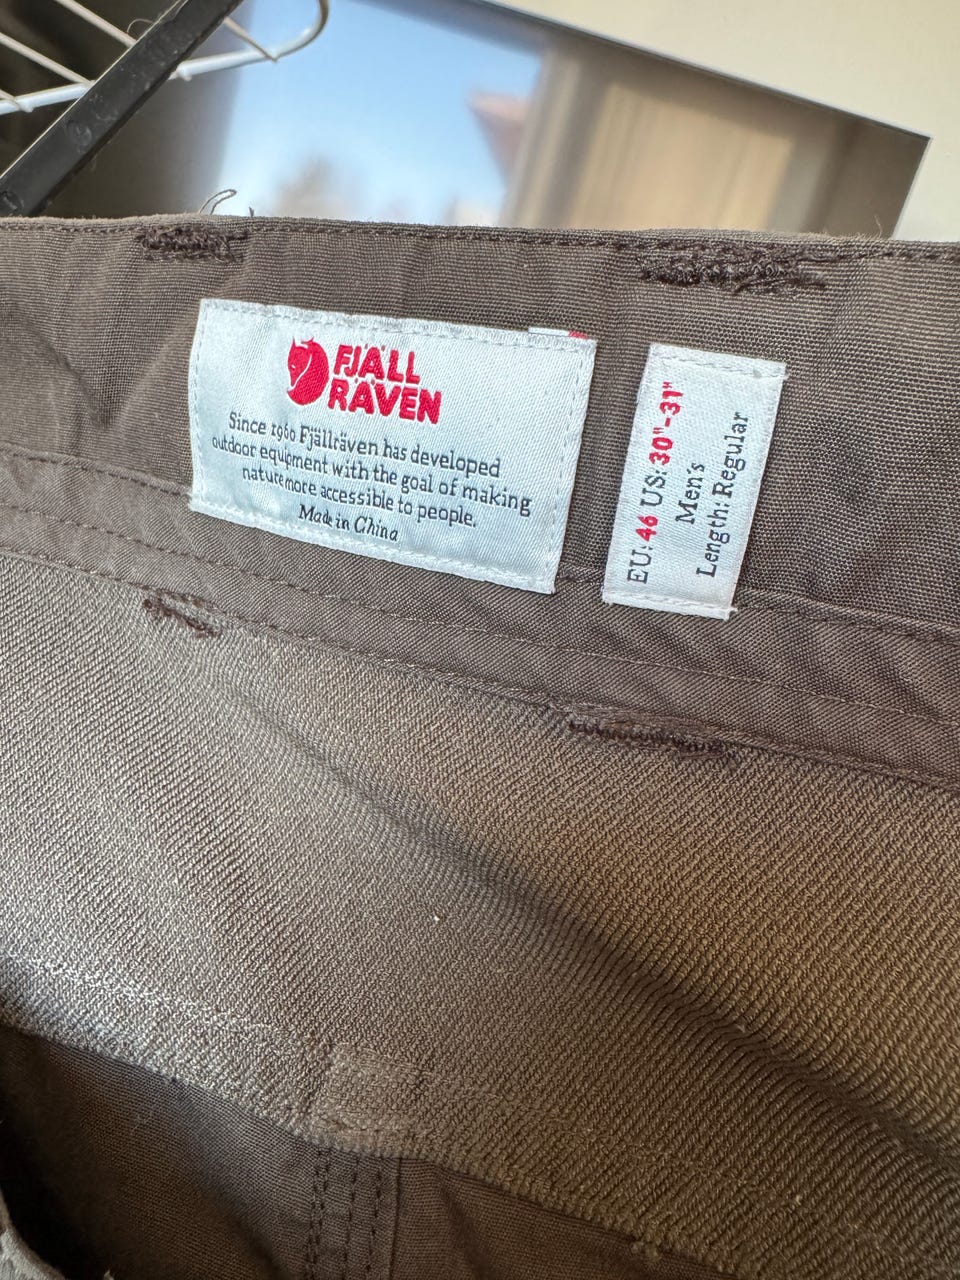 FJÄLL
RÄVEN
Since 1960 Fjällräven has developed
outdoor equipment with the goal of making
nature more accessible to people.
Made in China
EU: 46 US: 30"-31"
Men's
Length: Regular